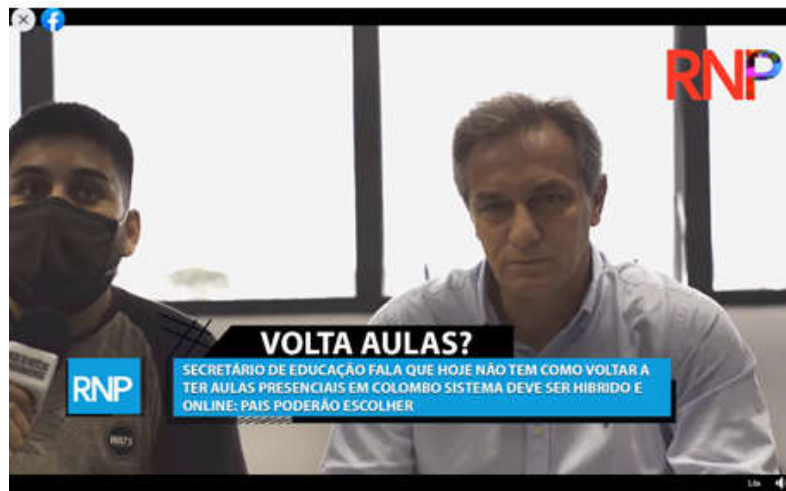 RNP
VOLTA AULAS?
RNP
SECRETÁRIO DE EDUCAÇÃO FALA QUE HOJE NÃO TEM COMO VOLTAR A
TER AULAS PRESENCIAIS EM COLOMBO SISTEMA DEVE SER HIBRIDO E
ONLINE: PAIS PODERÃO ESCOLHER